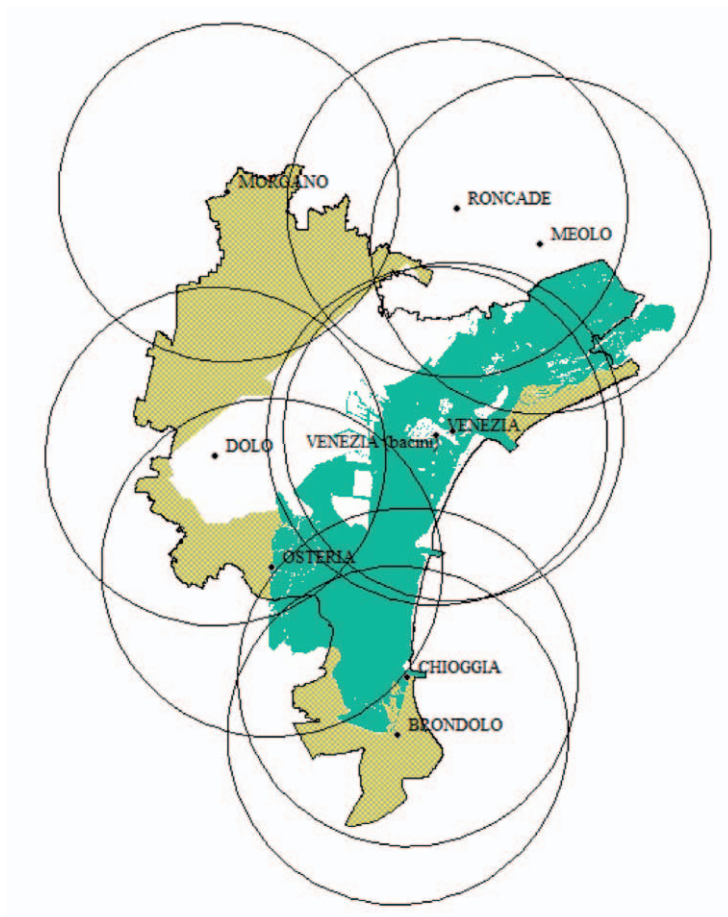 MORGANO
RONCADE
MEOLO
VENEZIA
VENEZIA (bacini)
DOLO
OSTERIA
CHIOGGIA
BRONDOLO